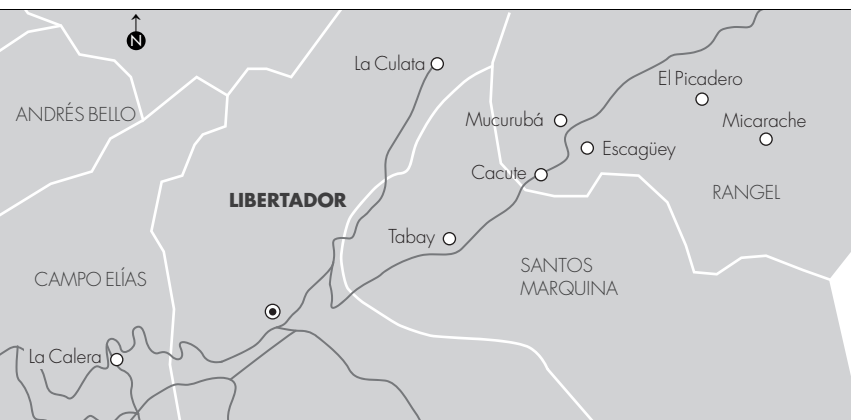 N
La Culata
El Picadero
ANDRÉS BELLO
Mucurubá
Micarache
Escagüey
Cacute
LIBERTADOR
RANGEL
Tabay
SANTOS
MARQUINA
CAMPO ELÍAS
La Calera